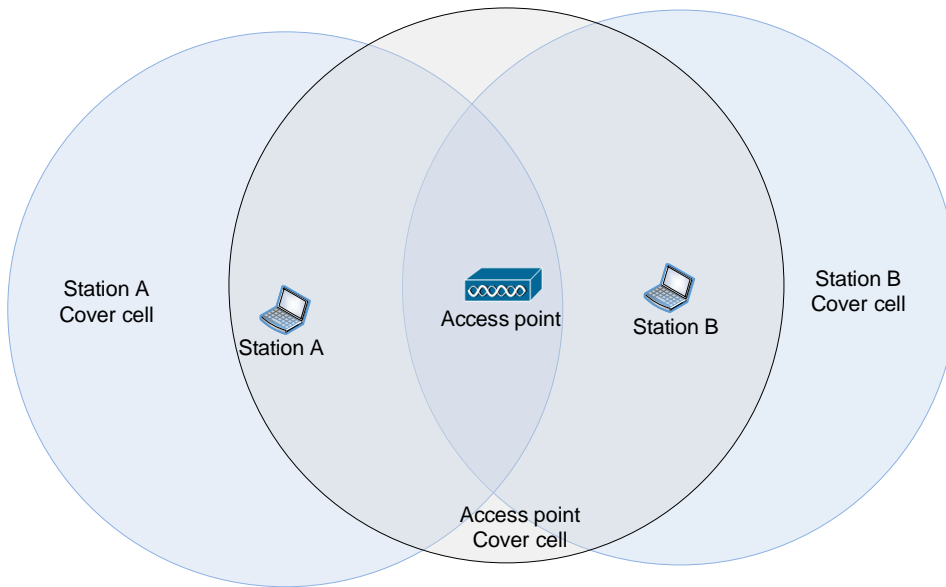 Station A
Cover cell
Station A
Access point
Station B
Station B
Cover cell
Access point
Cover cell